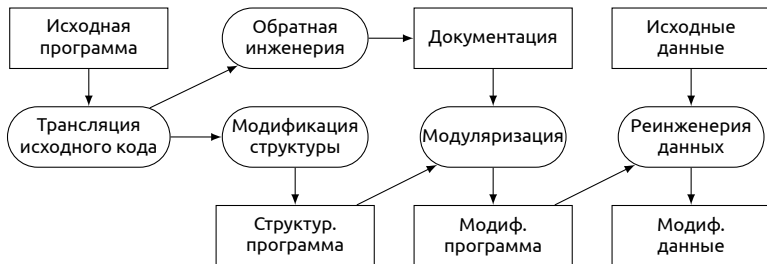 Исходная
программа
Обратная
инженерия
Документация
Исходные
данные
Трансляция
исходного кода
Модификация
структуры
Модуляризация
Реинженерия
данных
Структур.
программа
Модиф.
программа
Модиф.
данные